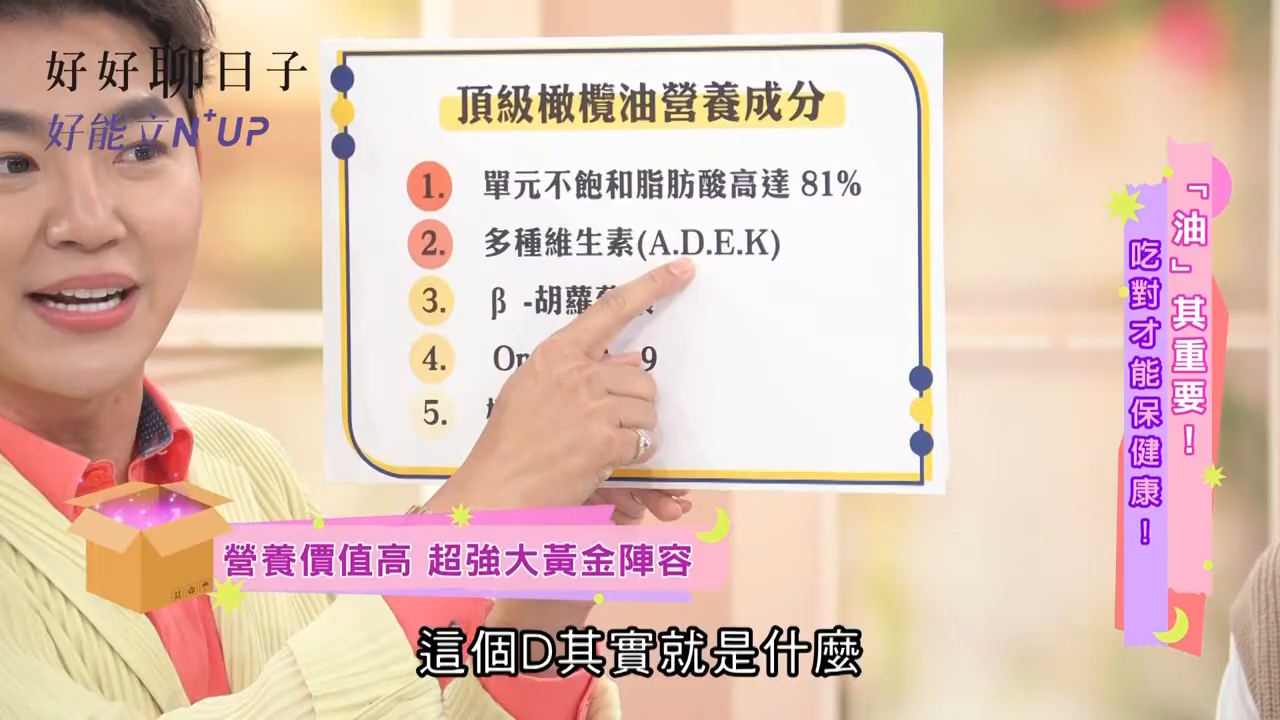 好好聊日子
好能立N+UP
頂級橄欖油營養成分
1. 單元不飽和脂肪酸高達 81%
2. 多種維生素(A.D.E.K)
3. β -胡蘿
4. 9
5.
「油」其重要！
吃對才能保健康！
營養價值高 超強大黃金陣容
這個D其實就是什麼